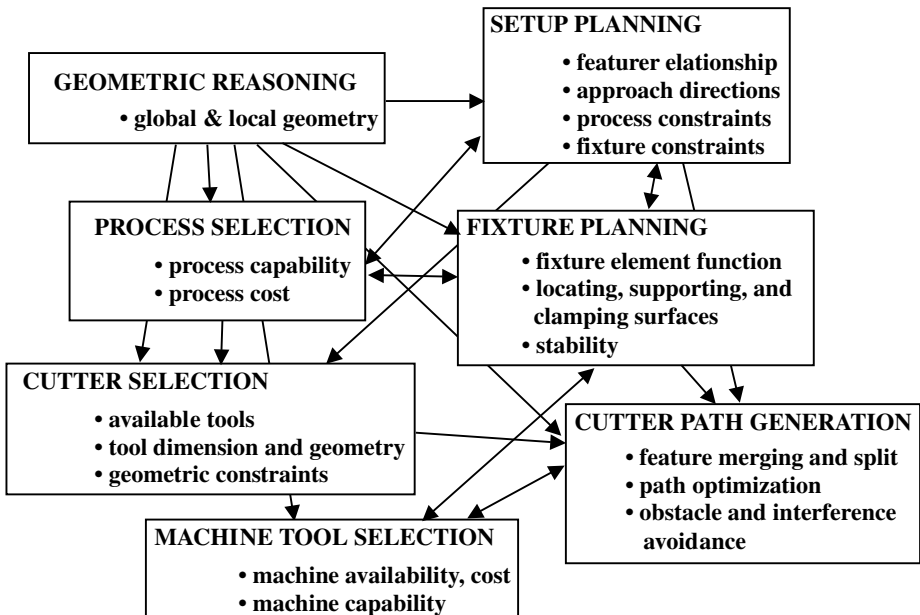 SETUP PLANNING
• featurer elationship
• approach directions
• process constraints
• fixture constraints
GEOMETRIC REASONING
• global & local geometry
PROCESS SELECTION
• process capability
• process cost
FIXTURE PLANNING
• fixture element function
• locating, supporting, and
clamping surfaces
• stability
CUTTER SELECTION
• available tools
• tool dimension and geometry
• geometric constraints
CUTTER PATH GENERATION
• feature merging and split
• path optimization
• obstacle and interference
avoidance
MACHINE TOOL SELECTION
• machine availability, cost
• machine capability